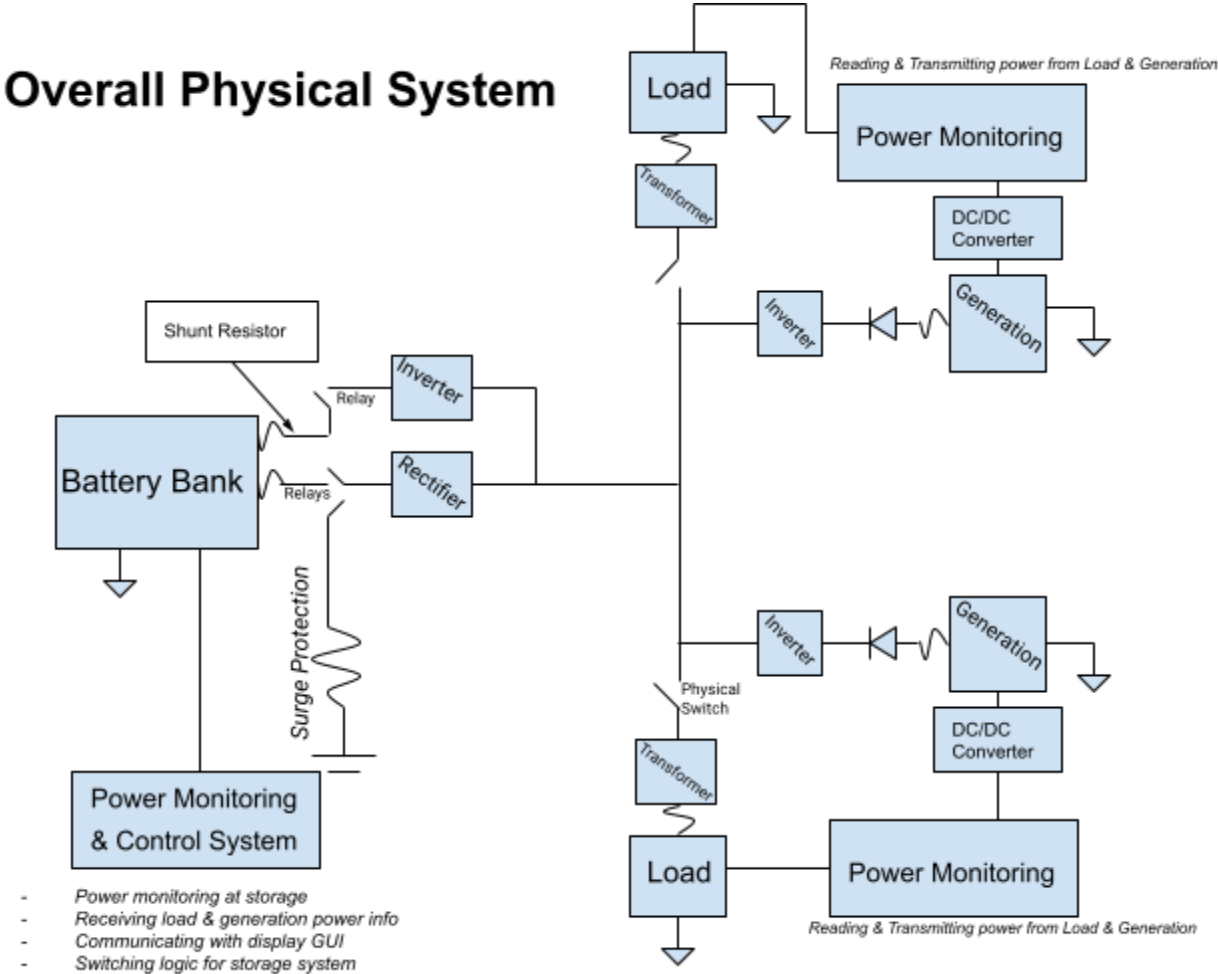 Overall Physical System
Load
Reading & Transmitting power from Load & Generation
Power Monitoring
Transformer
DC/DC
Converter
Generation
Inverter
Shunt Resistor
Inverter
Relay
Battery Bank
Rectifier
Relays
Surge Protection
Inverter
Generation
Physical
Switch
DC/DC
Converter
Transformer
Power Monitoring
& Control System
Load
Power Monitoring
Reading & Transmitting power from Load & Generation
- Power monitoring at storage
- Receiving load & generation power info
- Communicating with display GUI
- Switching logic for storage system